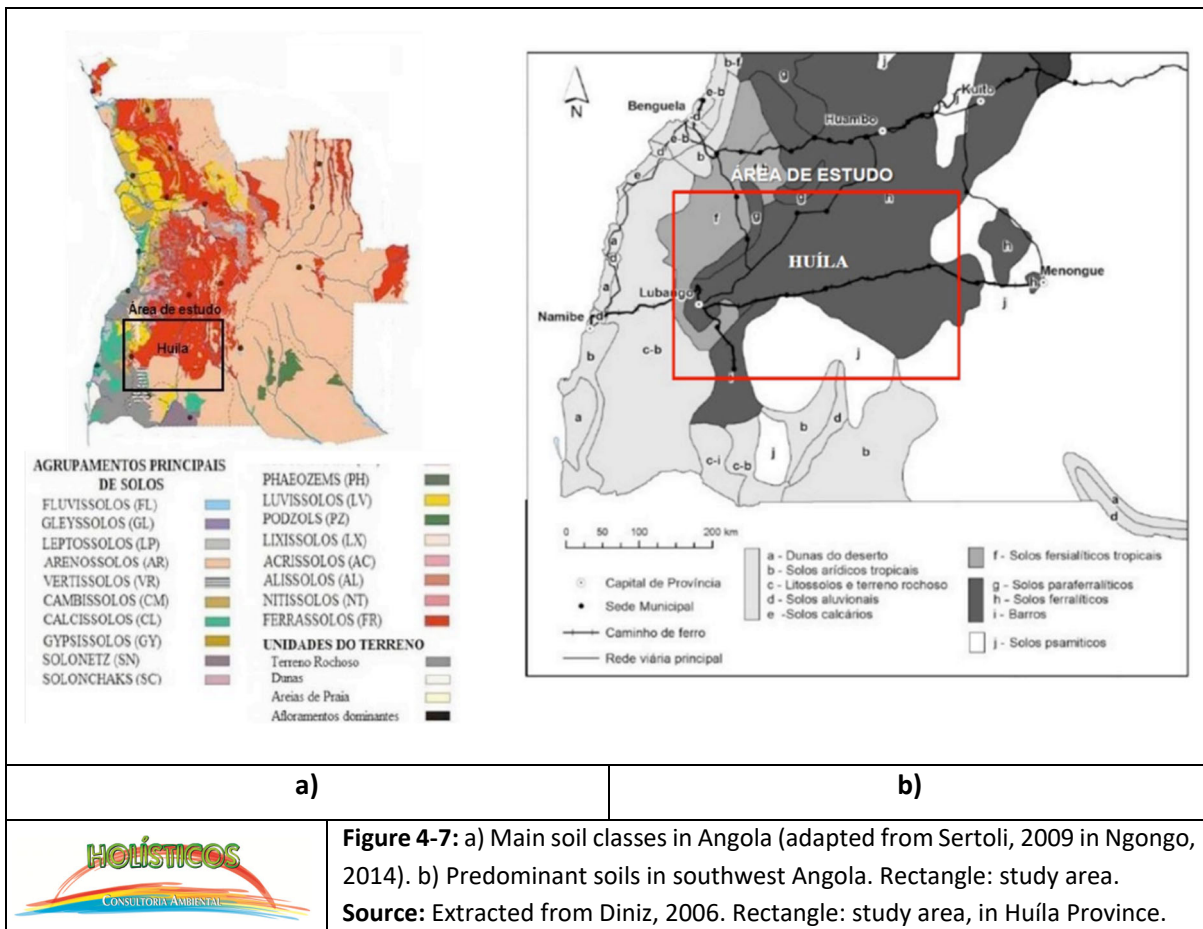 Área de estudo
Huíla
AGRUPAMENTOS PRINCIPAIS
DE SOLOS
FLUVISSOLOS (FL)
GLEYSSOLOS (GL)
LEPTOSSOLOS (LP)
ARENOSSOLOS (AR)
VERTISSOLOS (VR)
CAMBISSOLOS (CM)
CALCISSOLOS (CL)
GYPSISSOLOS (GY)
SOLONETZ (SN)
SOLONCHAKS (SC)
PHAEOZEMS (PH)
LUVISSOLOS (LV)
PODZOLS (PZ)
LIXISSOLOS (LX)
ACRISSOLOS (AC)
ALISSOLOS (AL)
NITISSOLOS (NT)
FERRASSOLOS (FR)
UNIDADES DO TERRENO
Terreno Rochoso
Dunas
Areias de Praia
Afloramentos dominantes
N
b-f
g
j
e-b
Benguela
d
Huambo
Kuito
j
e-b
d
b
e
ÁREA DE ESTUDO
f
g
g
h
a
d
HUÍLA
h
Menongue
h
Lubango
a
Namibe
d
j
b
c-b
j
a
b
d
j
c-i
c-b
b
a
d
0 50 100 200 km
Capital de Província
Sede Municipal
Caminho de ferro
Rede viária principal
a - Dunas do deserto
b - Solos arídicos tropicais
c - Litossolos e terreno rochoso
d - Solos aluvionais
e -Solos calcários
f - Solos fersialíticos tropicais
g - Solos paraferralíticos
h - Solos ferralíticos
i - Barros
j - Solos psamiticos
a)
b)
HOLÍSTICOS
CONSULTORIA AMBIENTAL
Figure 4-7: a) Main soil classes in Angola (adapted from Sertoli, 2009 in Ngongo,
2014). b) Predominant soils in southwest Angola. Rectangle: study area.
Source: Extracted from Diniz, 2006. Rectangle: study area, in Huíla Province.